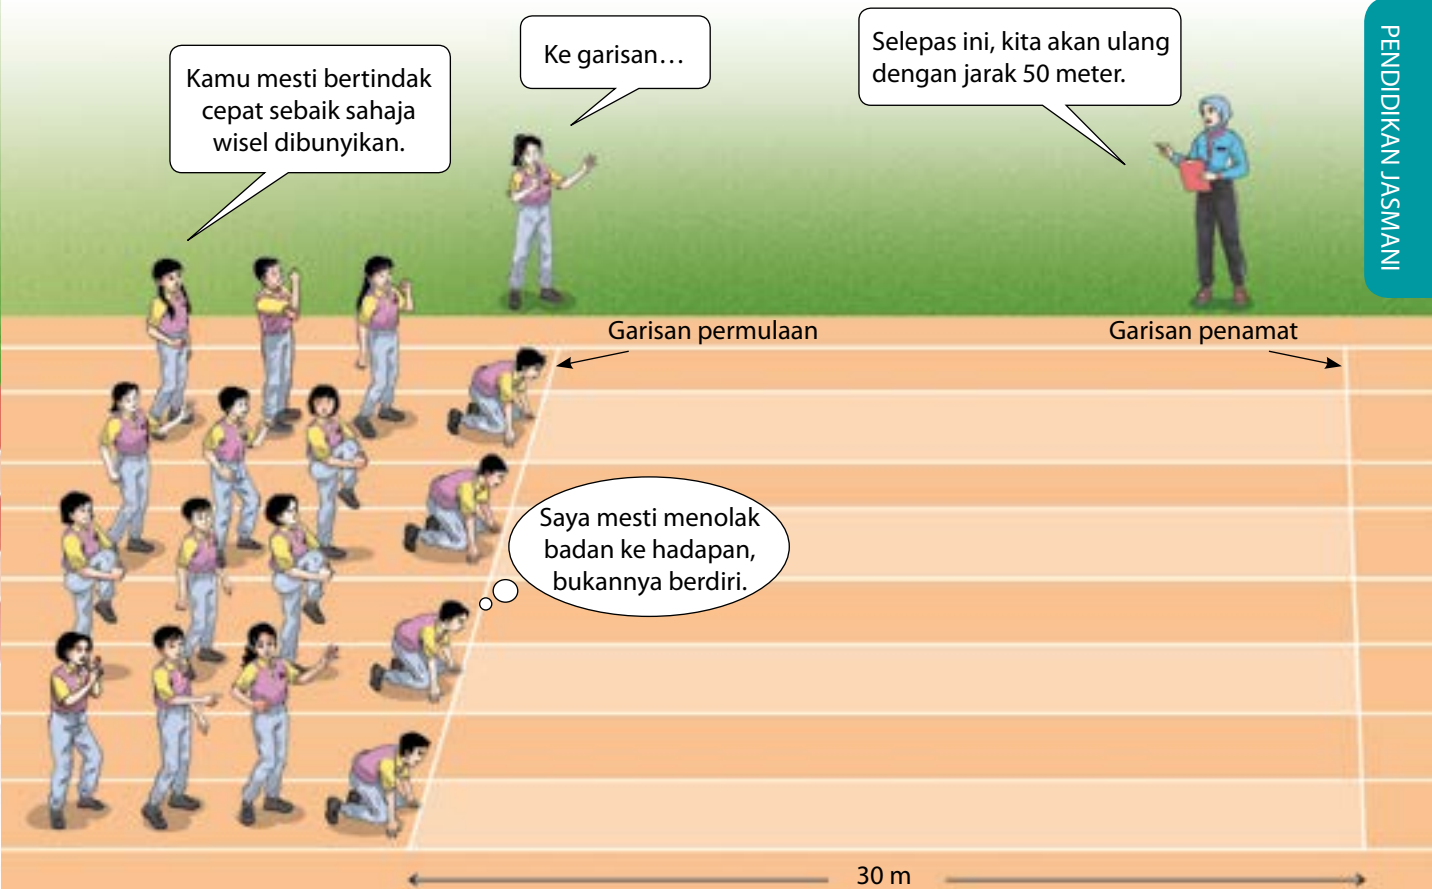 Kamu mesti bertindak
cepat sebaik sahaja
wisel dibunyikan.
Ke garisan…
Selepas ini, kita akan ulang
dengan jarak 50 meter.
PENDIDIKAN JASMANI
Garisan permulaan
Garisan penamat
Saya mesti menolak
badan ke hadapan,
bukannya berdiri.
30 m